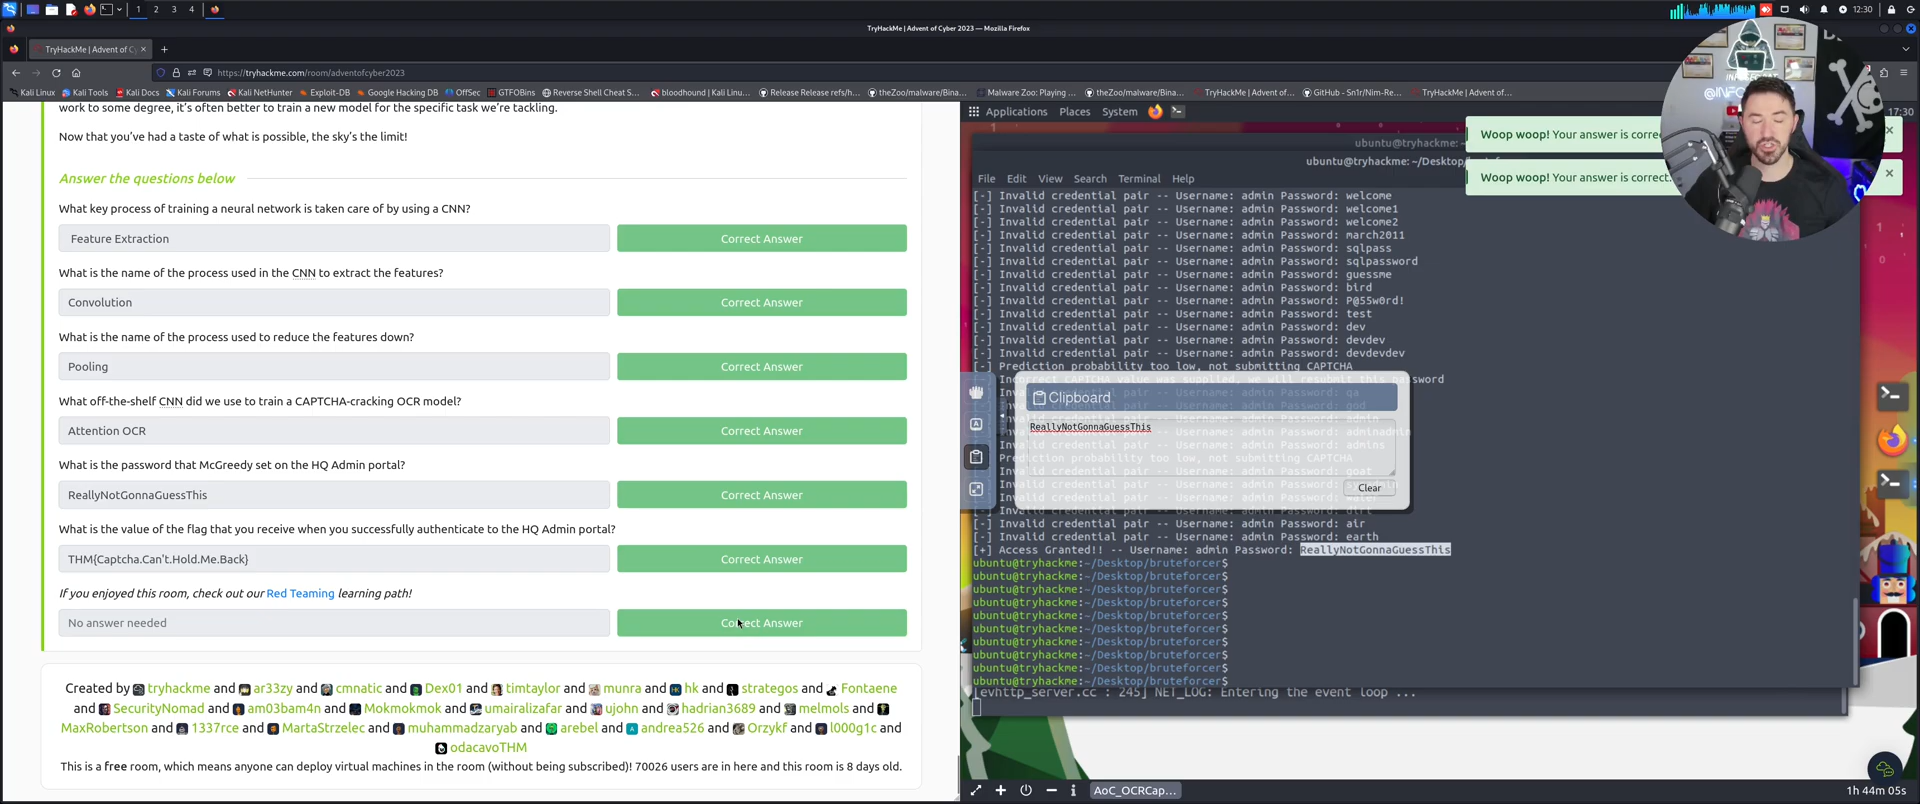 1 2 3 4
12:30
TryHackMe | Advent of Cyber 2023 — Mozilla Firefox
TryHackMe | Advent of Cy
https://tryhackme.com/room/adventofcyber2023
Kali Linux Kali Tools Kali Docs Kali Forums Kali NetHunter Exploit-DB Google Hacking DB OffSec GTFOBins Reverse Shell Cheat S... bloodhound | Kali Linu... Release Release refs/h... theZoo/malware/Bina... Malware Zoo: Playing ... theZoo/malware/Bina... TryHackMe | Advent of... GitHub - Sn1r/Nim-Re... TryHackMe | Advent of...
work to some degree, it's often better to train a new model for the specific task we're tackling.
Now that you've had a taste of what is possible, the sky's the limit!
Answer the questions below
What key process of training a neural network is taken care of by using a CNN?
Feature Extraction
Correct Answer
What is the name of the process used in the CNN to extract the features?
Convolution
Correct Answer
What is the name of the process used to reduce the features down?
Pooling
Correct Answer
What off-the-shelf CNN did we use to train a CAPTCHA-cracking OCR model?
Attention OCR
Correct Answer
What is the password that McGreedy set on the HQ Admin portal?
ReallyNotGonnaGuessThis
Correct Answer
What is the value of the flag that you receive when you successfully authenticate to the HQ Admin portal?
THM{Captcha.Can't.Hold.Me.Back}
Correct Answer
If you enjoyed this room, check out our Red Teaming learning path!
No answer needed
Correct Answer
Created by tryhackme and ar33zy and cmnatic and Dex01 and timtaylor and munra and hk and strategos and Fontaene
and SecurityNomad and am03bam4n and Mokmokmok and umairalizafar and ujohn and hadrian3689 and melmols and
MaxRobertson and 1337rce and MartaStrzelec and muhammadzaryab and arebel and andrea526 and Orzykf and l000g1c and
odacavoTHM
This is a free room, which means anyone can deploy virtual machines in the room (without being subscribed)! 70026 users are in here and this room is 8 days old.
Applications Places System
17:30
Woop woop! Your answer is correc
Woop woop! Your answer is correct.
ubuntu@tryhackme: ~
ubuntu@tryhackme: ~/Desktop/
File Edit View Search Terminal Help
[-] Invalid credential pair -- Username: admin Password: welcome
[-] Invalid credential pair -- Username: admin Password: welcome1
[-] Invalid credential pair -- Username: admin Password: welcome2
[-] Invalid credential pair -- Username: admin Password: march2011
[-] Invalid credential pair -- Username: admin Password: sqlpass
[-] Invalid credential pair -- Username: admin Password: sqlpassword
[-] Invalid credential pair -- Username: admin Password: guessme
[-] Invalid credential pair -- Username: admin Password: bird
[-] Invalid credential pair -- Username: admin Password: P@55w0rd!
[-] Invalid credential pair -- Username: admin Password: test
[-] Invalid credential pair -- Username: admin Password: dev
[-] Invalid credential pair -- Username: admin Password: devdev
[-] Invalid credential pair -- Username: admin Password: devdevdev
[-] Prediction probability too low, not submitting CAPTCHA
Incorrect CAPTCHA value was supplied, we will resubmit this password
Clipboard
ReallyNotGonnaGuessThis
Clear
[-] Invalid credential pair -- Username: admin Password: air
[-] Invalid credential pair -- Username: admin Password: earth
[+] Access Granted!! -- Username: admin Password: ReallyNotGonnaGuessThis
ubuntu@tryhackme:~/Desktop/bruteforcer$
ubuntu@tryhackme:~/Desktop/bruteforcer$
ubuntu@tryhackme:~/Desktop/bruteforcer$
ubuntu@tryhackme:~/Desktop/bruteforcer$
ubuntu@tryhackme:~/Desktop/bruteforcer$
ubuntu@tryhackme:~/Desktop/bruteforcer$
ubuntu@tryhackme:~/Desktop/bruteforcer$
ubuntu@tryhackme:~/Desktop/bruteforcer$
ubuntu@tryhackme:~/Desktop/bruteforcer$
[evhttp_server.cc : 245] NET_LOG: Entering the event loop ...
AoC_OCRCap...
1h 44m 05s